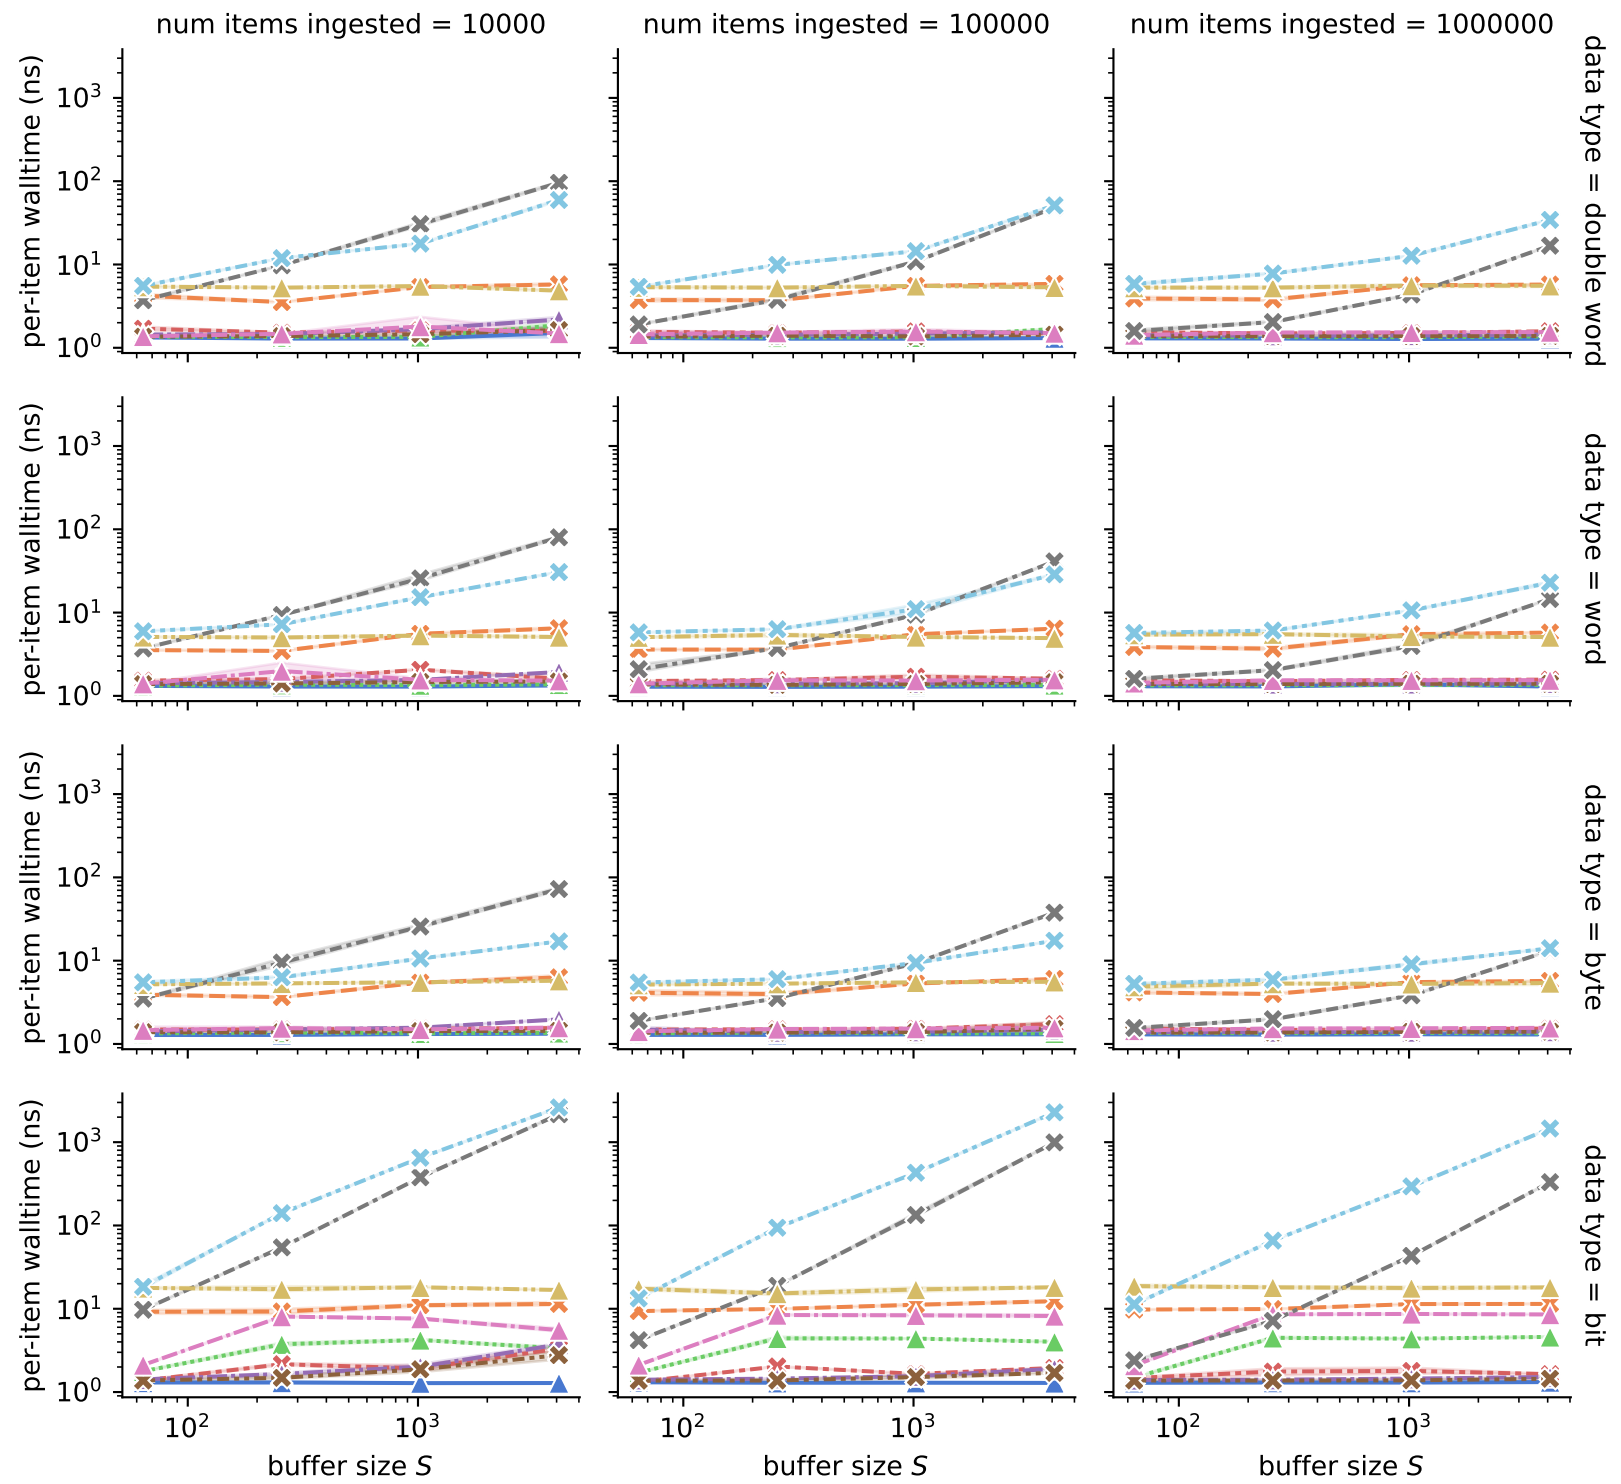 num items ingested = 10000
num items ingested = 100000
num items ingested = 1000000
per-item walltime (ns)
10³
10²
10¹
10⁰
data type = double word
per-item walltime (ns)
10³
10²
10¹
10⁰
data type = word
per-item walltime (ns)
10³
10²
10¹
10⁰
data type = byte
per-item walltime (ns)
10³
10²
10¹
10⁰
data type = bit
10² 10³
10² 10³
10² 10³
buffer size S
buffer size S
buffer size S